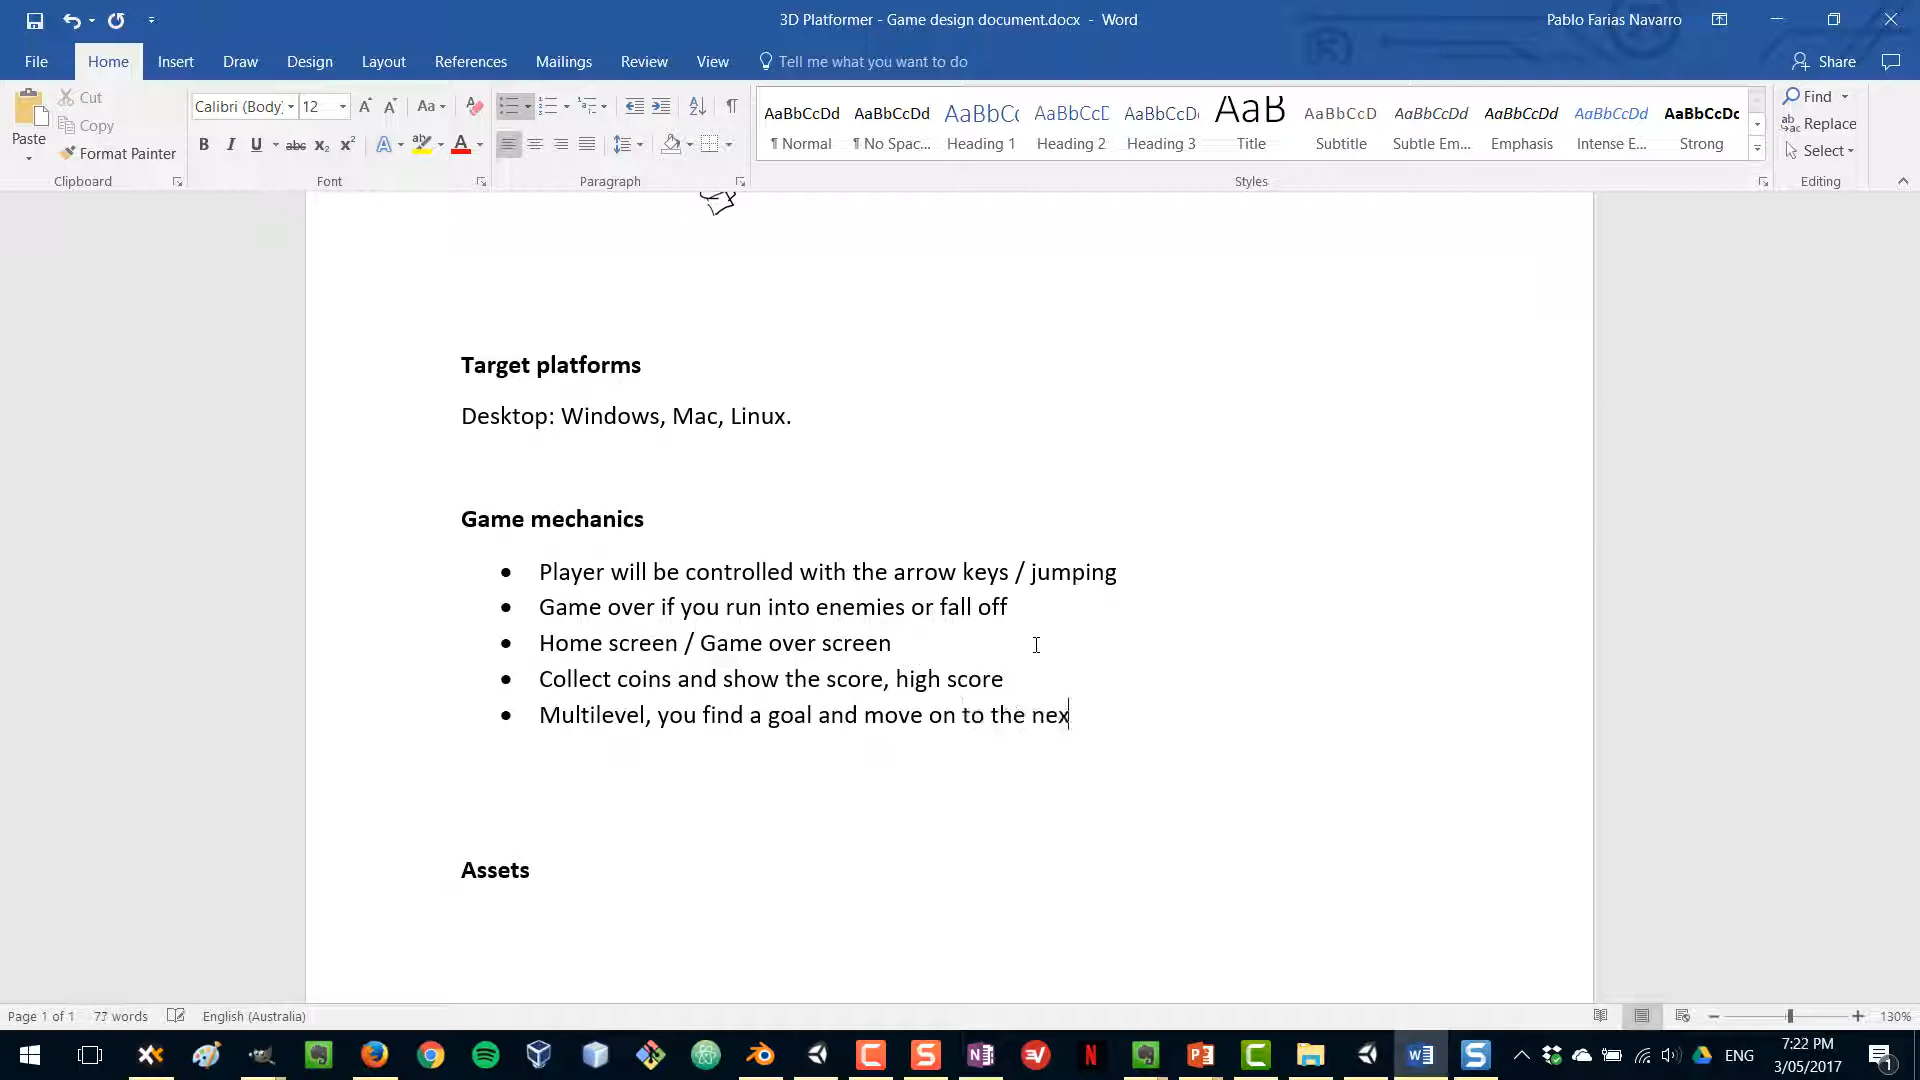 3D Platformer - Game design document.docx - Word
Pablo Farias Navarro
File Home Insert Draw Design Layout References Mailings Review View Tell me what you want to do Share
Paste
Cut
Copy
Format Painter
Calibri (Body) 12
AaBbCcDd AaBbCcDd AaBbCc AaBbCcD AaBbCcDd AaB AaBbCcD AaBbCcDd AaBbCcDd AaBbCcDd AaBbCcDc
¶ Normal ¶ No Spac... Heading 1 Heading 2 Heading 3 Title Subtitle Subtle Em... Emphasis Intense E... Strong
Find
Replace
Select
Clipboard Font Paragraph Styles Editing
Target platforms
Desktop: Windows, Mac, Linux.
Game mechanics
• Player will be controlled with the arrow keys / jumping
• Game over if you run into enemies or fall off
• Home screen / Game over screen
• Collect coins and show the score, high score
• Multilevel, you find a goal and move on to the nex
Assets
Page 1 of 1 77 words English (Australia) 130%
ENG
7:22 PM
3/05/2017